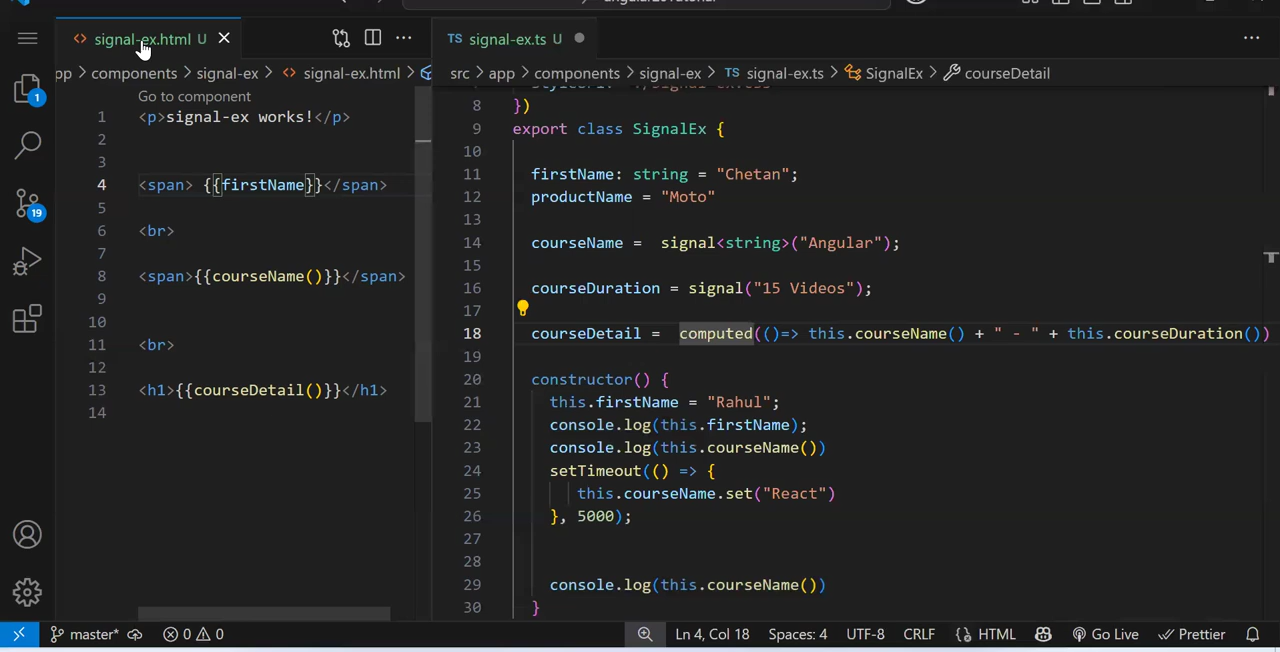 signal-ex.html U
TS signal-ex.ts U
components > signal-ex > <> signal-ex.html >
src > app > components > signal-ex > TS signal-ex.ts > SignalEx > courseDetail
Go to component
1 <p>signal-ex works!</p>
2
3
4 <span> {{firstName}}</span>
5
6 <br>
7
8 <span>{{courseName()}}</span>
9
10
11 <br>
12
13 <h1>{{courseDetail()}}</h1>
14
8 })
9 export class SignalEx {
10
11 firstName: string = "Chetan";
12 productName = "Moto"
13
14 courseName =  signal<string>("Angular");
15
16 courseDuration = signal("15 Videos");
17
18 courseDetail =  computed(()=> this.courseName() + " - " + this.courseDuration())
19
20 constructor() {
21 this.firstName = "Rahul";
22 console.log(this.firstName);
23 console.log(this.courseName())
24 setTimeout(() => {
25 this.courseName.set("React")
26 }, 5000);
27
28
29 console.log(this.courseName())
30 }
1
19
master* 0 0 Ln 4, Col 18 Spaces: 4 UTF-8 CRLF {} HTML Go Live Prettier